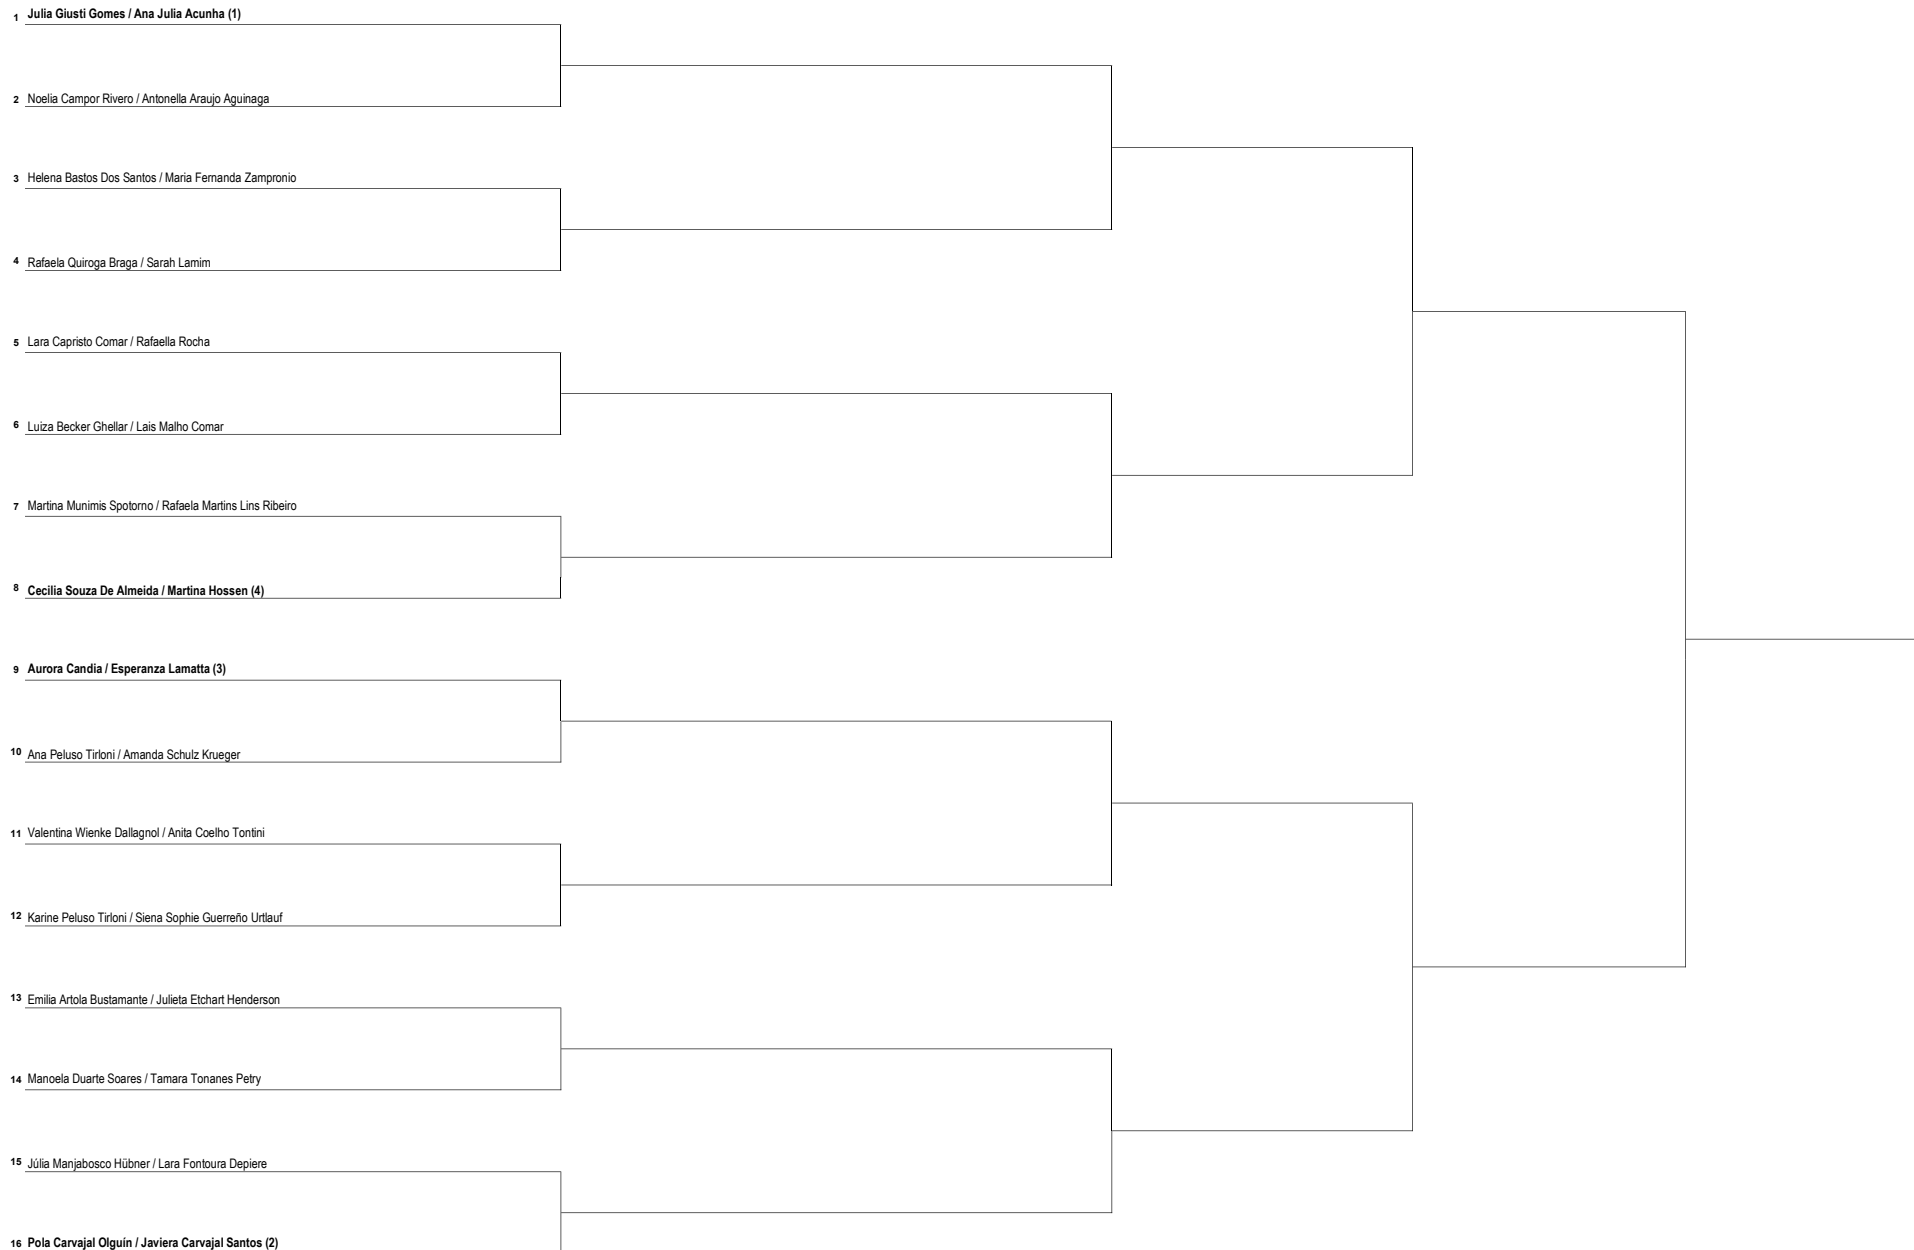 1 Julia Giusti Gomes / Ana Julia Acunha (1)
2 Noelia Campor Rivero / Antonella Araujo Aguinaga
3 Helena Bastos Dos Santos / Maria Fernanda Zampronio
4 Rafaela Quiroga Braga / Sarah Lamim
5 Lara Capristo Comar / Rafaella Rocha
6 Luiza Becker Ghellar / Lais Malho Comar
7 Martina Munimis Spotorno / Rafaela Martins Lins Ribeiro
8 Cecilia Souza De Almeida / Martina Hossen (4)
9 Aurora Candia / Esperanza Lamatta (3)
10 Ana Peluso Tirloni / Amanda Schulz Krueger
11 Valentina Wienke Dallagnol / Anita Coelho Tontini
12 Karine Peluso Tirloni / Siena Sophie Guerreño Urtlauf
13 Emilia Artola Bustamante / Julieta Etchart Henderson
14 Manoela Duarte Soares / Tamara Tonanes Petry
15 Júlia Manjabosco Hübner / Lara Fontoura Depiere
16 Pola Carvajal Olguín / Javiera Carvajal Santos (2)